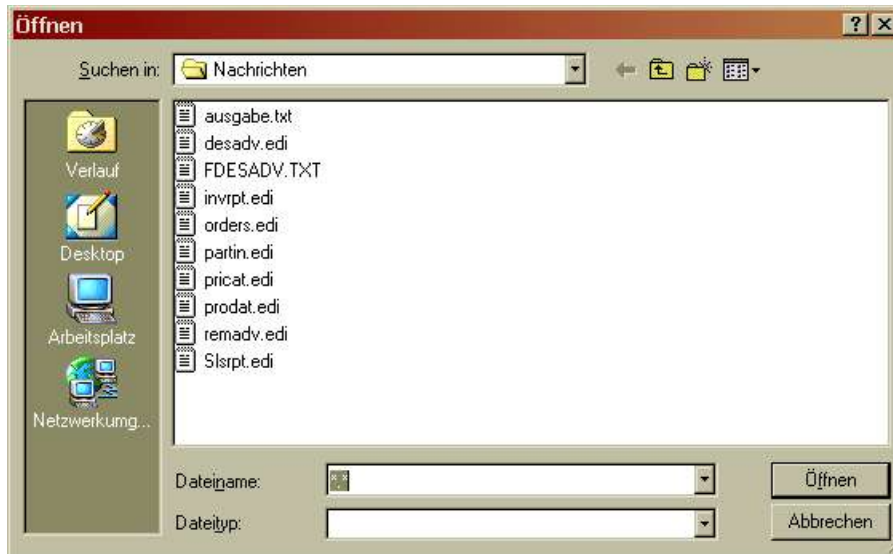 Öffnen
Suchen in: Nachrichten
Verlauf
Desktop
Arbeitsplatz
Netzwerkumg...
ausgabe.txt
desadv.edi
FDESADV.TXT
invrpt.edi
orders.edi
partin.edi
pricat.edi
prodat.edi
remadv.edi
Slsrpt.edi
Dateiname: *.* Öffnen
Dateityp: Abbrechen